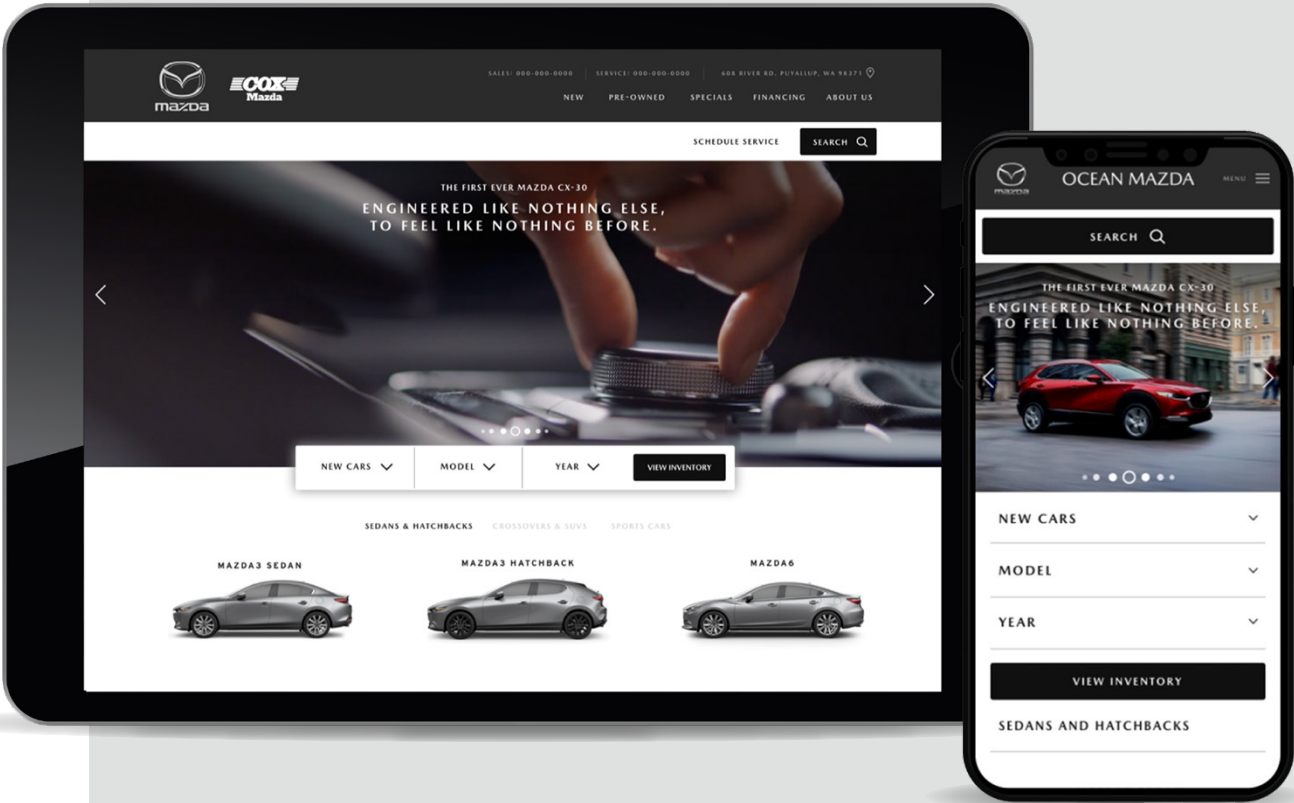 mazda
COX
Mazda
SALES: 000-000-0000
SERVICE: 000-000-0000
608 RIVER RD. PUYALLUP, WA 98371
NEW
PRE-OWNED
SPECIALS
FINANCING
ABOUT US
SCHEDULE SERVICE
SEARCH
THE FIRST EVER MAZDA CX-30
ENGINEERED LIKE NOTHING ELSE,
TO FEEL LIKE NOTHING BEFORE.
NEW CARS
MODEL
YEAR
VIEW INVENTORY
SEDANS & HATCHBACKS
CROSSOVERS & SUVS
SPORTS CARS
MAZDA3 SEDAN
MAZDA3 HATCHBACK
MAZDA6
mazda
OCEAN MAZDA
MENU
SEARCH
THE FIRST EVER MAZDA CX-30
ENGINEERED LIKE NOTHING ELSE,
TO FEEL LIKE NOTHING BEFORE.
NEW CARS
MODEL
YEAR
VIEW INVENTORY
SEDANS AND HATCHBACKS